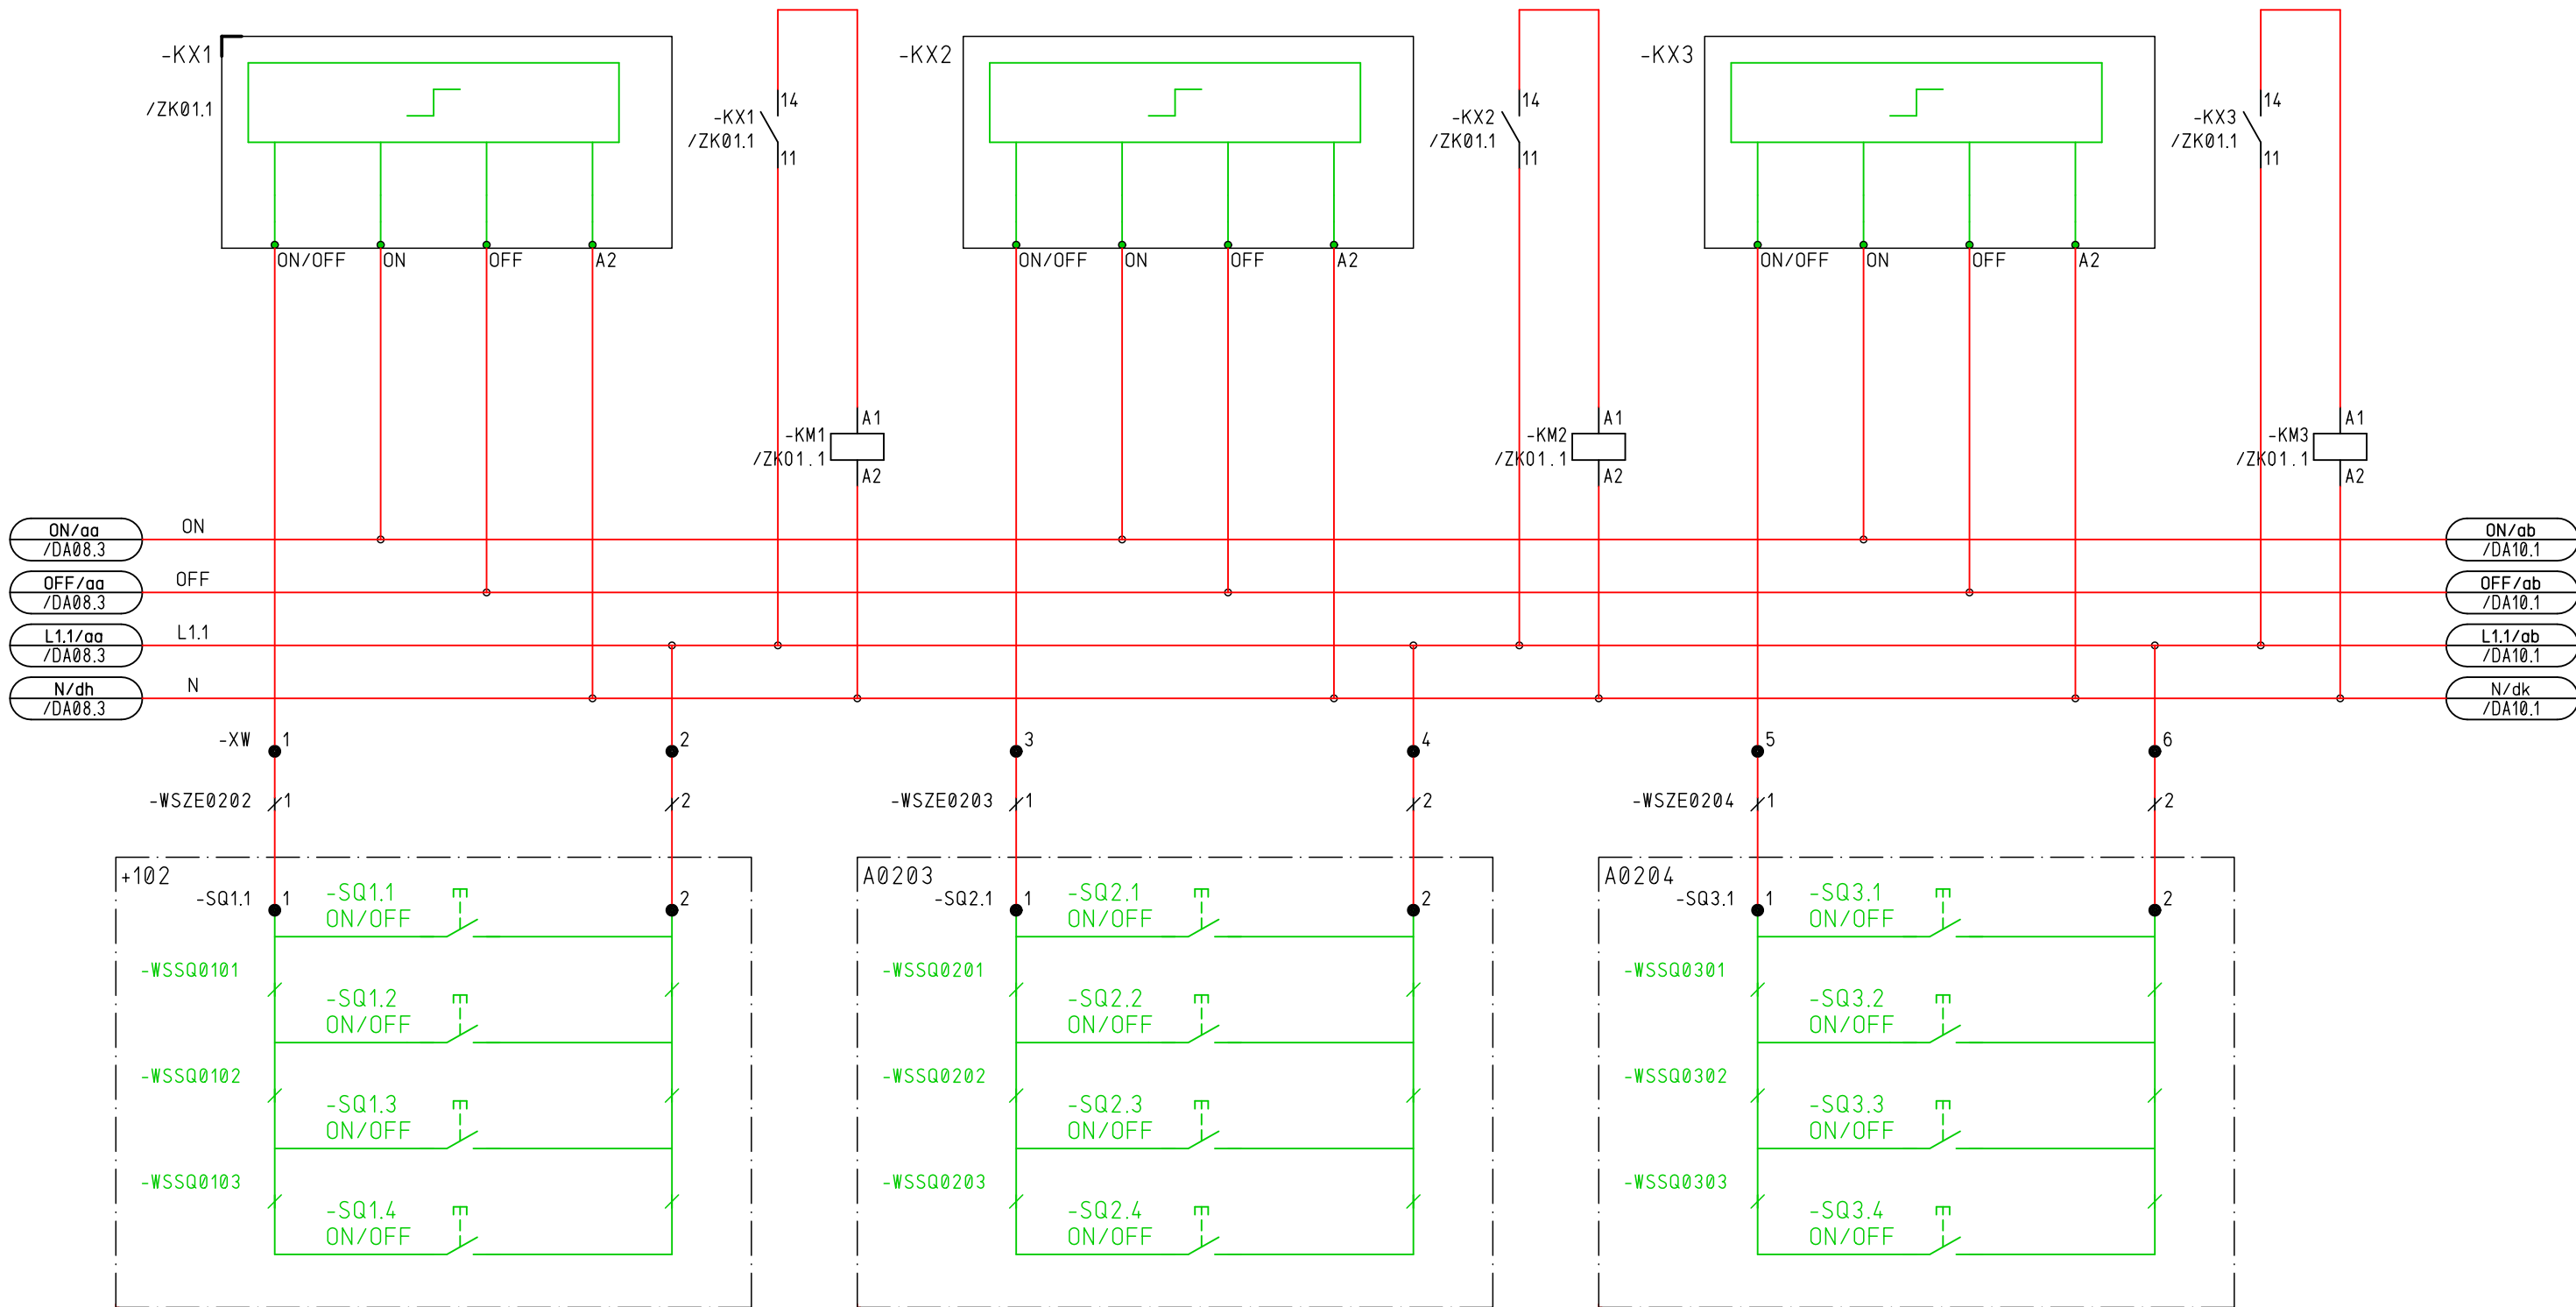 -KX1
/ZK01.1
ON/OFF
ON
OFF
A2
-KX1
/ZK01.1
14
11
-KM1
/ZK01.1
A1
A2
-KX2
ON/OFF
ON
OFF
A2
-KX2
/ZK01.1
14
11
-KM2
/ZK01.1
A1
A2
-KX3
ON/OFF
ON
OFF
A2
-KX3
/ZK01.1
14
11
-KM3
/ZK01.1
A1
A2
ON/aa
/DA08.3
ON
ON/ab
/DA10.1
OFF/aa
/DA08.3
OFF
OFF/ab
/DA10.1
L1.1/aa
/DA08.3
L1.1
L1.1/ab
/DA10.1
N/dh
/DA08.3
N
N/dk
/DA10.1
-XW 1 2 3 4 5 6
-WSZE0202 1 2
-WSZE0203 1 2
-WSZE0204 1 2
+102
-SQ1.1 1 2
-SQ1.1
ON/OFF
-WSSQ0101
-SQ1.2
ON/OFF
-WSSQ0102
-SQ1.3
ON/OFF
-WSSQ0103
-SQ1.4
ON/OFF
A0203
-SQ2.1 1 2
-SQ2.1
ON/OFF
-WSSQ0201
-SQ2.2
ON/OFF
-WSSQ0202
-SQ2.3
ON/OFF
-WSSQ0203
-SQ2.4
ON/OFF
A0204
-SQ3.1 1 2
-SQ3.1
ON/OFF
-WSSQ0301
-SQ3.2
ON/OFF
-WSSQ0302
-SQ3.3
ON/OFF
-WSSQ0303
-SQ3.4
ON/OFF